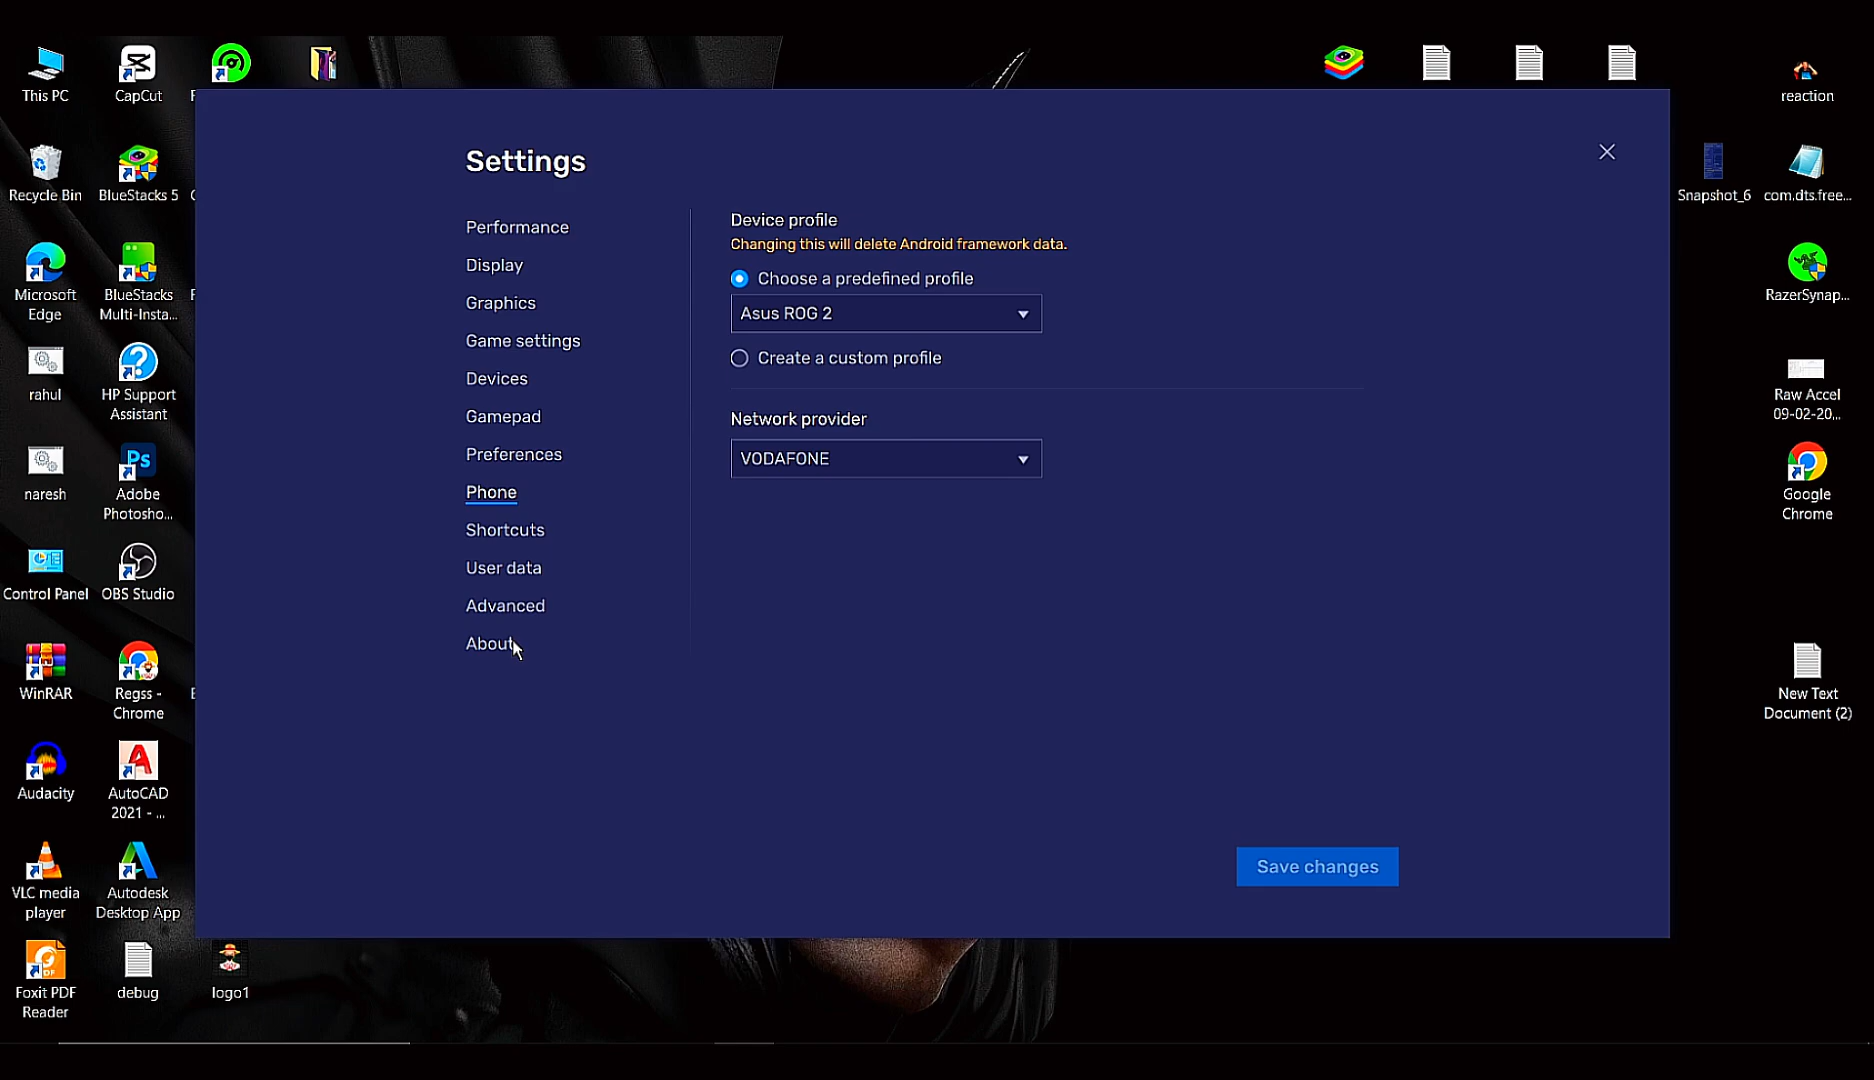 This PC
CapCut
reaction
Recycle Bin
BlueStacks 5
Snapshot_6
com.dts.free...
Microsoft
Edge
BlueStacks
Multi-Insta...
RazerSynap...
rahul
HP Support
Assistant
Raw Accel
09-02-20...
naresh
Ps
Adobe
Photosho...
Google
Chrome
Control Panel
OBS Studio
WinRAR
Regss -
Chrome
New Text
Document (2)
Audacity
AutoCAD
2021 - ...
VLC media
player
Autodesk
Desktop App
Foxit PDF
Reader
debug
logo1
Settings
Performance
Display
Graphics
Game settings
Devices
Gamepad
Preferences
Phone
Shortcuts
User data
Advanced
About
Device profile
Changing this will delete Android framework data.
Choose a predefined profile
Asus ROG 2
Create a custom profile
Network provider
VODAFONE
Save changes